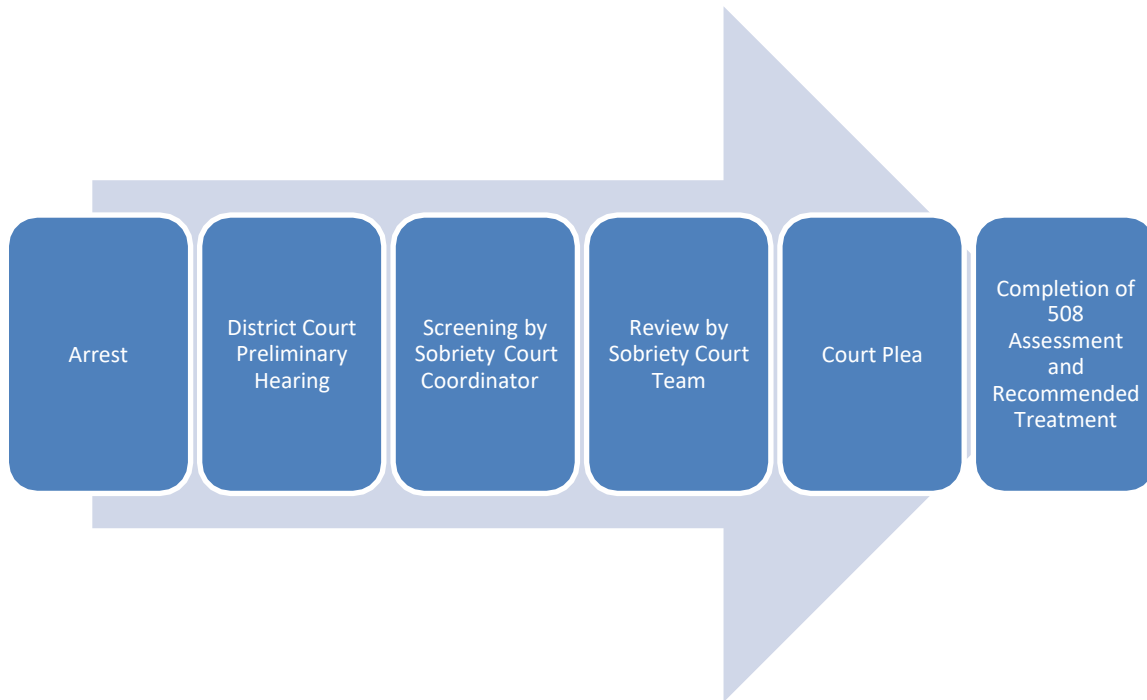 Arrest
District Court
Preliminary
Hearing
Screening by
Sobriety Court
Coordinator
Review by
Sobriety Court
Team
Court Plea
Completion of
508
Assessment
and
Recommended
Treatment